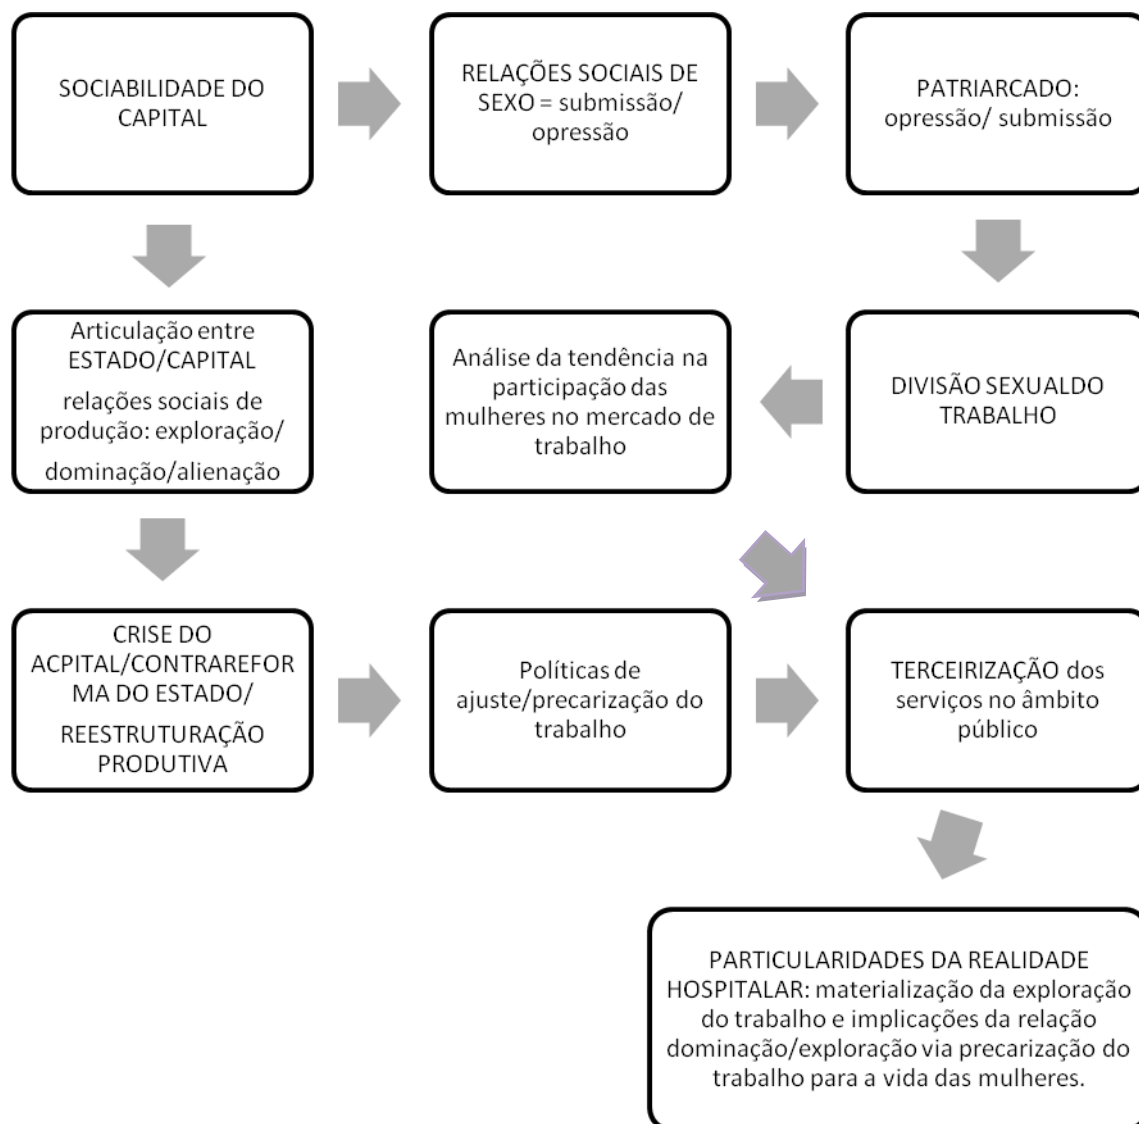 SOCIABILIDADE DO
CAPITAL
RELAÇÕES SOCIAIS DE
SEXO = submissão/
opressão
PATRIARCADO:
opressão/ submissão
Articulação entre
ESTADO/CAPITAL
relações sociais de
produção: exploração/
dominação/alienação
Análise da tendência na
participação das
mulheres no mercado de
trabalho
DIVISÃO SEXUALDO
TRABALHO
CRISE DO
ACPITAL/CONTRAREFOR
MA DO ESTADO/
REESTRUTURAÇÃO
PRODUTIVA
Políticas de
ajuste/precarização do
trabalho
TERCEIRIZAÇÃO dos
serviços no âmbito
público
PARTICULARIDADES DA REALIDADE
HOSPITALAR: materialização da exploração
do trabalho e implicações da relação
dominação/exploração via precarização do
trabalho para a vida das mulheres.